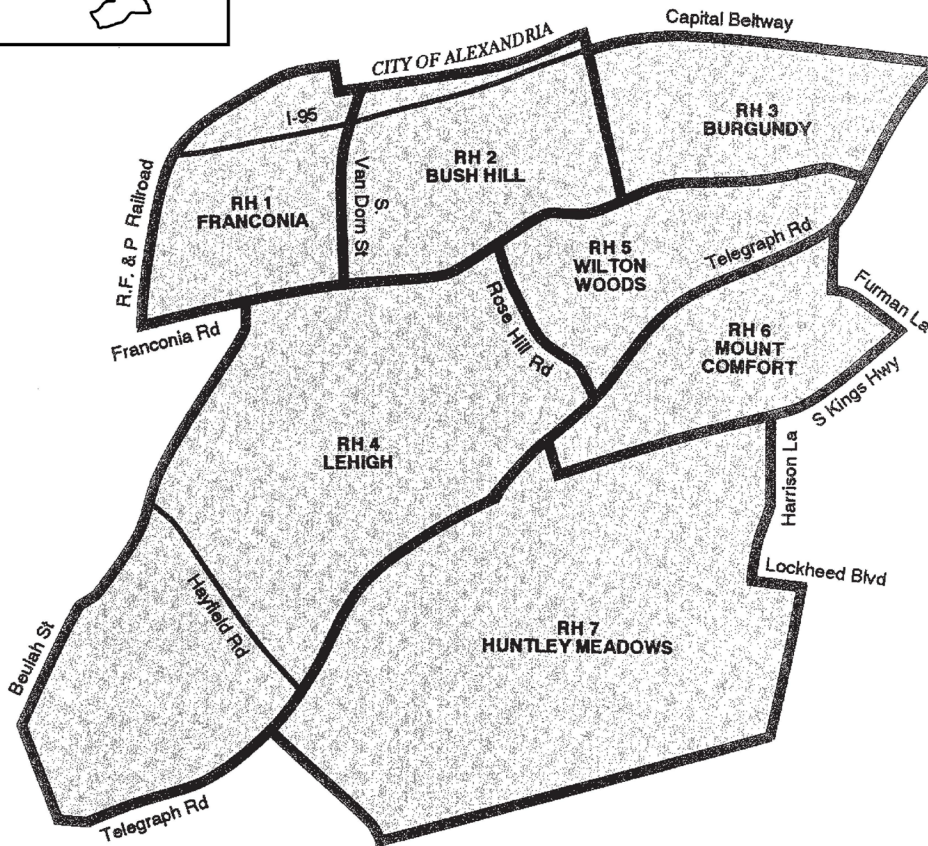 Capital Beltway
CITY OF ALEXANDRIA
I-95
RH 3
BURGUNDY
RH 2
BUSH HILL
R.F. & P Railroad
RH 1
FRANCONIA
S.
Van Dorn St
Franconia Rd
RH 5
WILTON
WOODS
Telegraph Rd
Rose Hill Rd
Furman La
RH 6
MOUNT
COMFORT
S Kings Hwy
RH 4
LEHIGH
Harrison La
Lockheed Blvd
Hayfield Rd
RH 7
HUNTLEY MEADOWS
Beulah St
Telegraph Rd